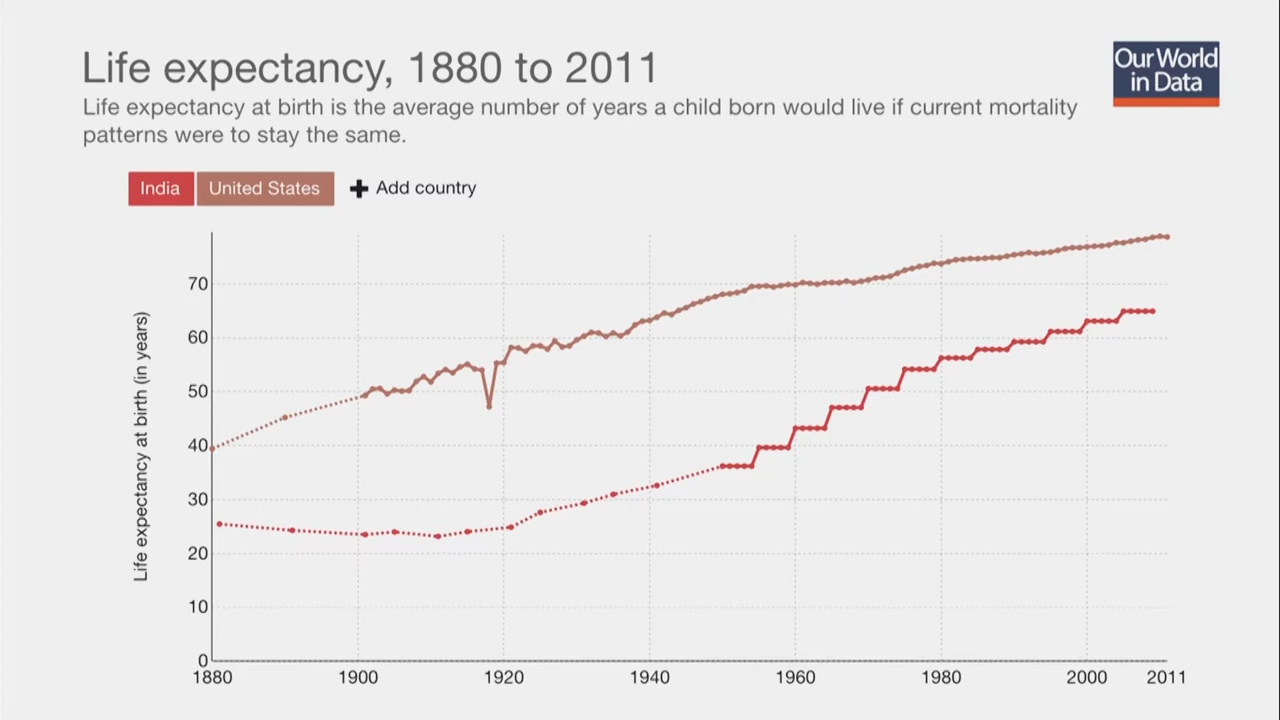 Life expectancy, 1880 to 2011
Our World
in Data
Life expectancy at birth is the average number of years a child born would live if current mortality
patterns were to stay the same.
India United States + Add country
Life expectancy at birth (in years)
70
60
50
40
30
20
10
0
1880 1900 1920 1940 1960 1980 2000 2011